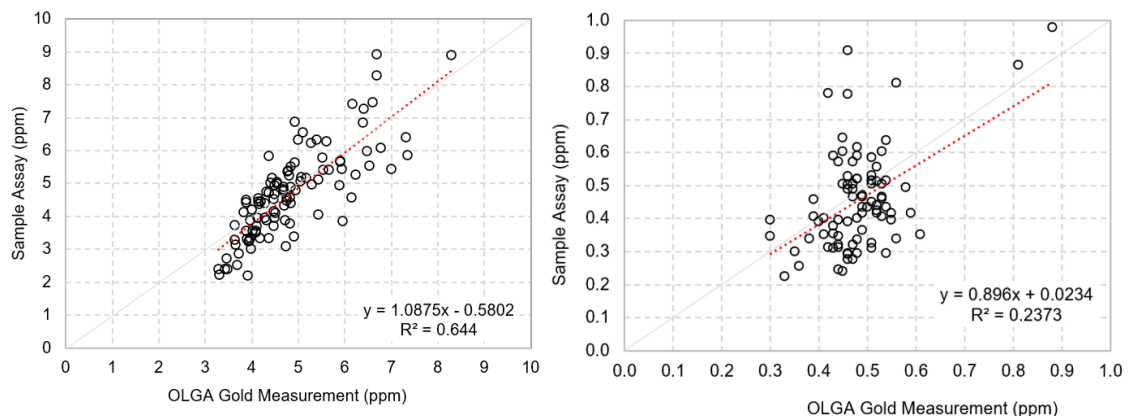 10
9
8
7
6
5
4
3
2
1
0
Sample Assay (ppm)
y = 1.0875x - 0.5802
R² = 0.644
0 1 2 3 4 5 6 7 8 9 10
OLGA Gold Measurement (ppm)
1.0
0.9
0.8
0.7
0.6
0.5
0.4
0.3
0.2
0.1
0.0
Sample Assay (ppm)
y = 0.896x + 0.0234
R² = 0.2373
0.0 0.1 0.2 0.3 0.4 0.5 0.6 0.7 0.8 0.9 1.0
OLGA Gold Measurement (ppm)